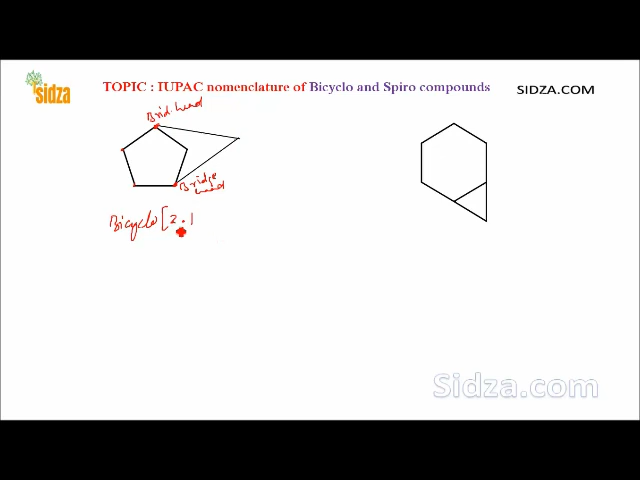 sidza
TOPIC : IUPAC nomenclature of Bicyclo and Spiro compounds
SIDZA.COM
Brid. head
Bridge
head
Bicyclo [2.1
Sidza.com